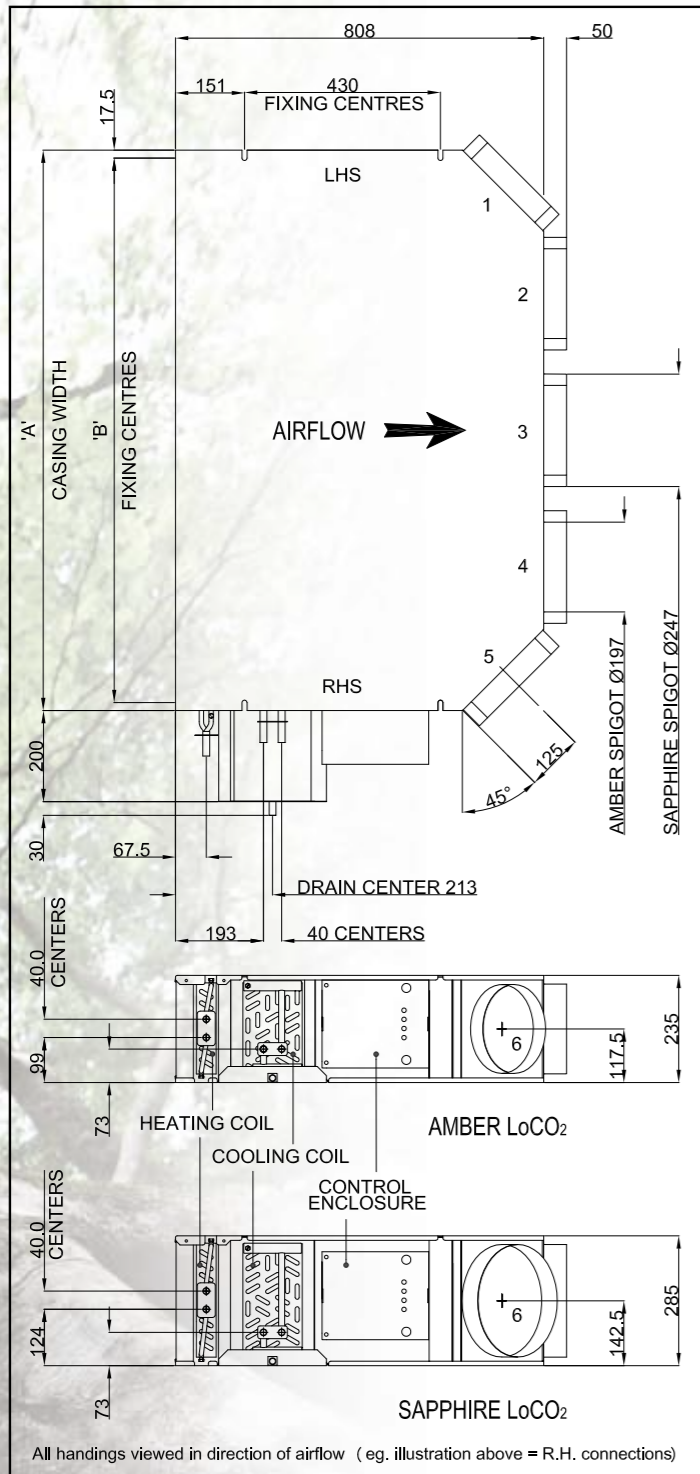 808
50
151
430
FIXING CENTRES
17.5
LHS
1
2
'A'
CASING WIDTH
'B'
FIXING CENTRES
AIRFLOW
3
4
AMBER SPIGOT Ø197
SAPPHIRE SPIGOT Ø247
5
RHS
200
125
45°
30
67.5
DRAIN CENTER 213
193
40 CENTERS
40.0
CENTERS
99
73
6
117.5
235
HEATING COIL
AMBER LoCO2
COOLING COIL
CONTROL
ENCLOSURE
40.0
CENTERS
124
73
6
142.5
285
SAPPHIRE LoCO2
All handings viewed in direction of airflow ( eg. illustration above = R.H. connections)